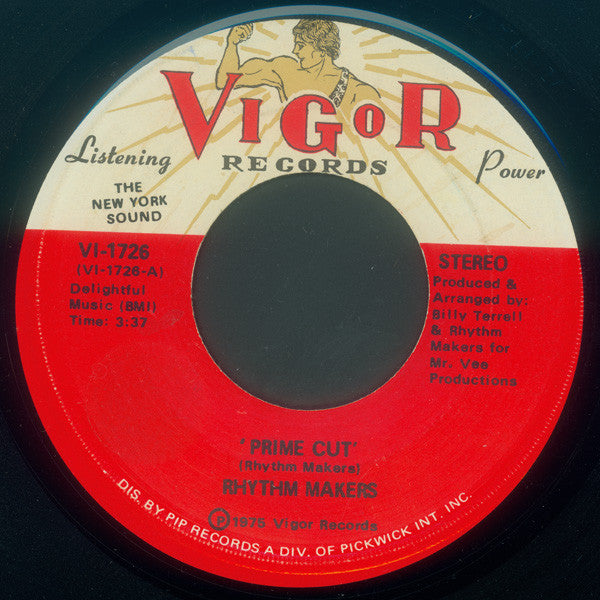 VIGOR
RECORDS
Listening
Power
THE
NEW YORK
SOUND
VI-1726
(VI-1726-A)
Delightful
Music (BMI)
Time: 3:37
STEREO
Produced &
Arranged by:
Billy Terrell
& Rhythm
Makers for
Mr. Vee
Productions
'PRIME CUT'
(Rhythm Makers)
RHYTHM MAKERS
Ⓟ1975 Vigor Records
DIS. BY PIP RECORDS A DIV. OF PICKWICK INT. INC.